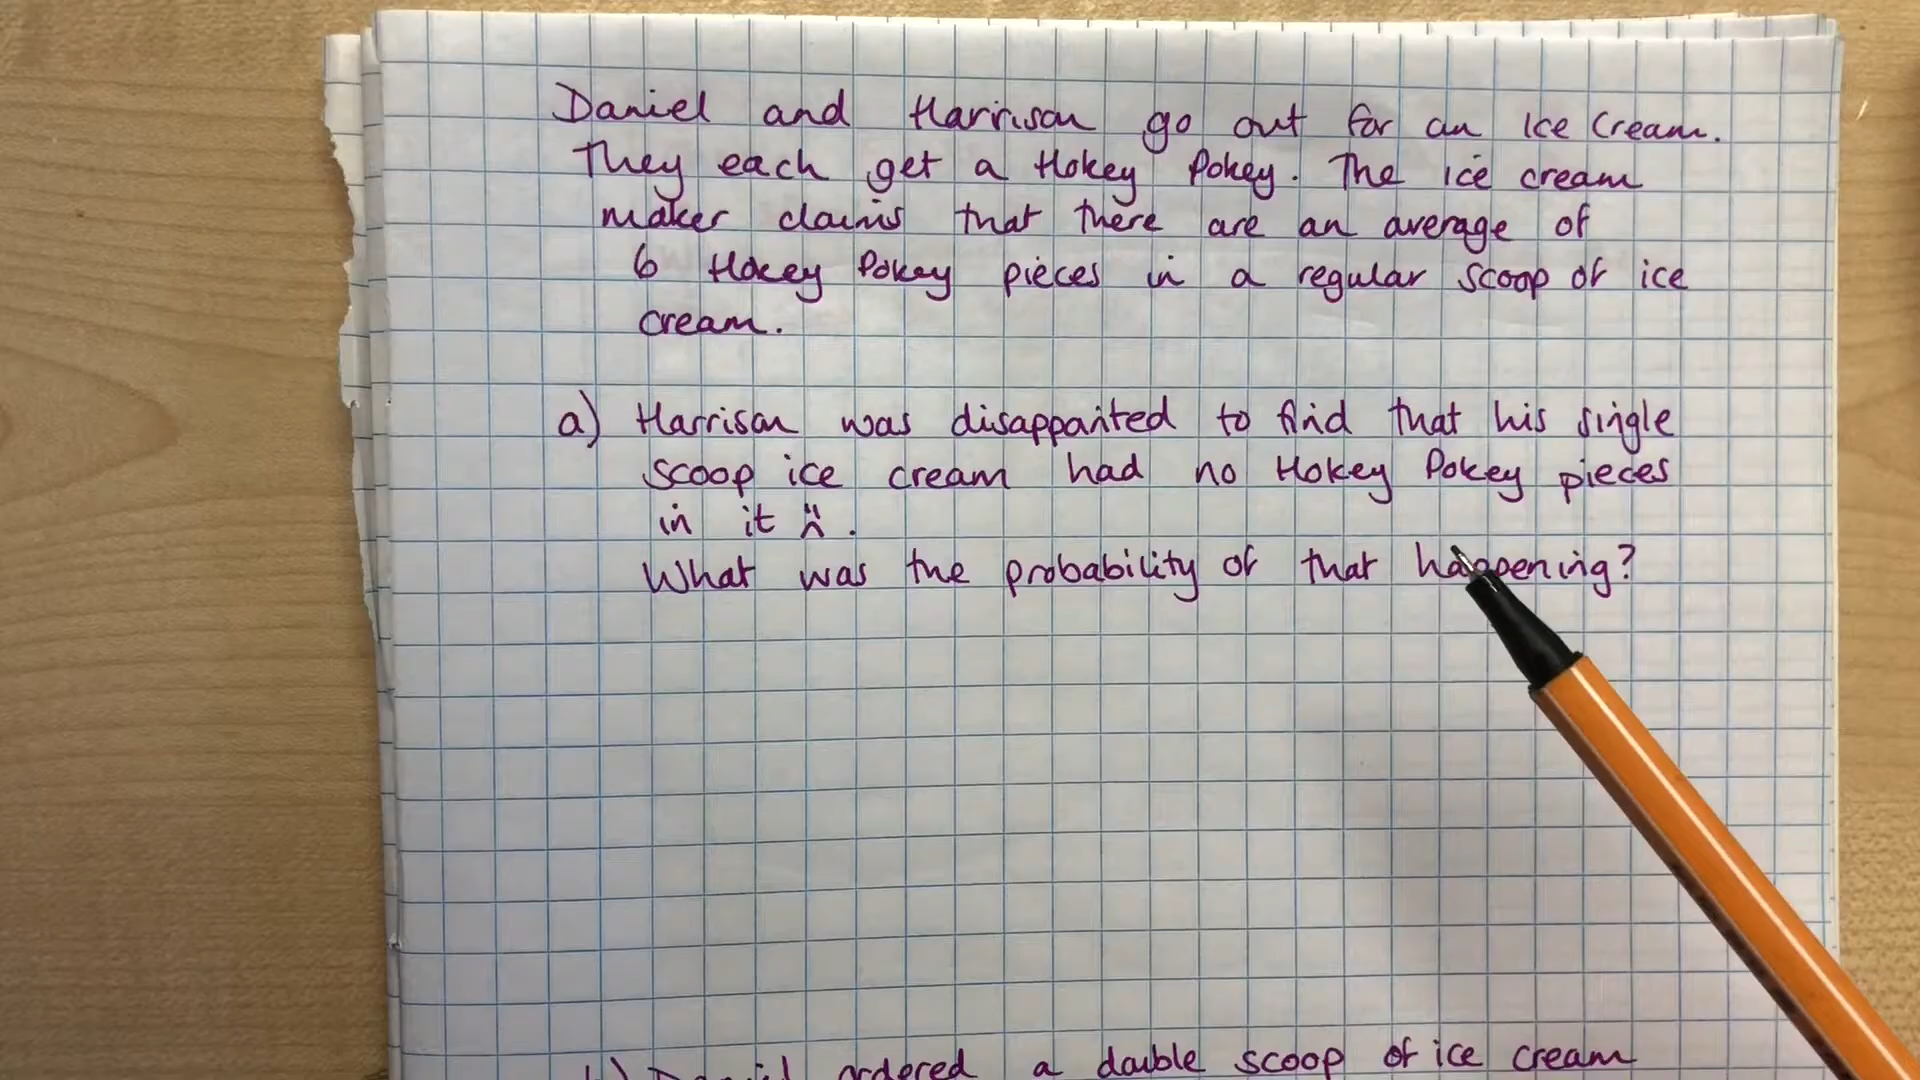 Daniel and Harrison go out for an Ice Cream.
They each get a Hokey Pokey. The ice cream
maker claims that there are an average of
6 Hokey Pokey pieces in a regular scoop of ice
cream.
a) Harrison was disappointed to find that his single
scoop ice cream had no Hokey Pokey pieces
in it
What was the probability of that happening?
b) Daniel ordered a double scoop of ice cream